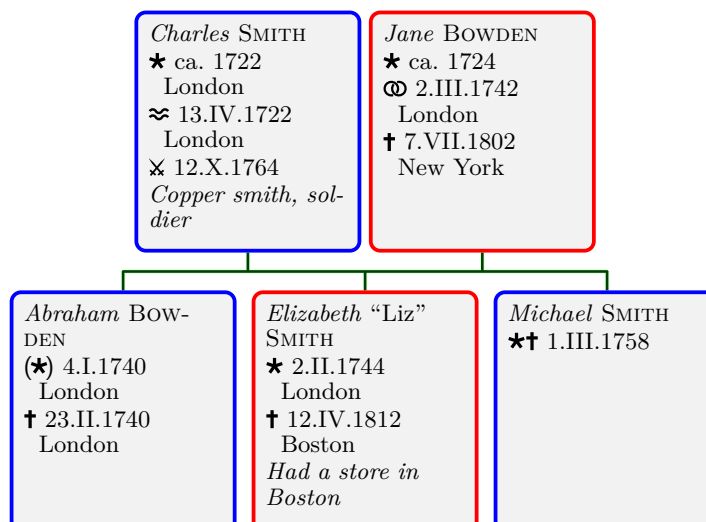 Charles SMITH
* ca. 1722
London
≈ 13.IV.1722
London
⚔ 12.X.1764
Copper smith, sol-
dier
Jane BOWDEN
* ca. 1724
⚭ 2.III.1742
London
† 7.VII.1802
New York
Abraham BOW-
DEN
(*) 4.I.1740
London
† 23.II.1740
London
Elizabeth “Liz”
SMITH
* 2.II.1744
London
† 12.IV.1812
Boston
Had a store in
Boston
Michael SMITH
*† 1.III.1758